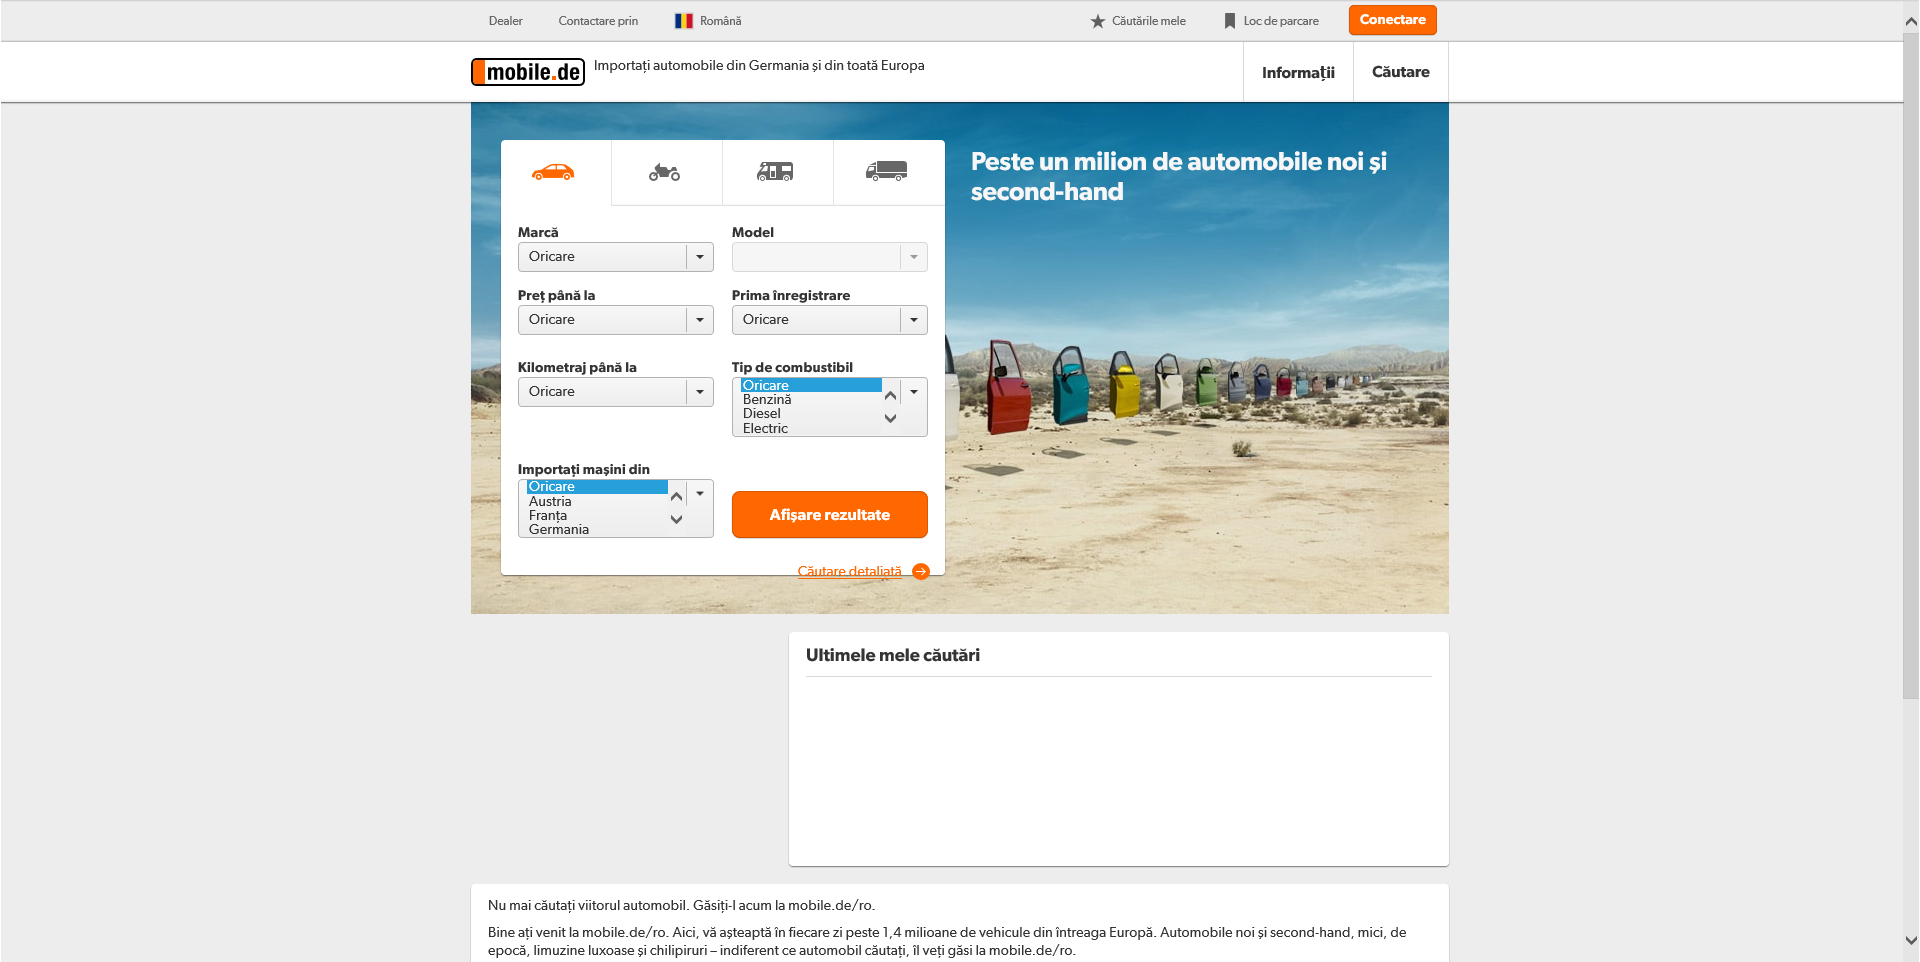 Dealer
Contactare prin
Română
Căutările mele
Loc de parcare
Conectare
mobile.de
Importați automobile din Germania și din toată Europa
Informații
Căutare
Peste un milion de automobile noi și
second-hand
Marcă
Model
Oricare
Preț până la
Prima înregistrare
Oricare
Oricare
Kilometraj până la
Tip de combustibil
Oricare
Oricare
Benzină
Diesel
Electric
Importați mașini din
Oricare
Austria
Franța
Germania
Afișare rezultate
Căutare detaliată
Ultimele mele căutări
Nu mai căutați viitorul automobil. Găsiți-l acum la mobile.de/ro.
Bine ați venit la mobile.de/ro. Aici, vă așteaptă în fiecare zi peste 1,4 milioane de vehicule din întreaga Europă. Automobile noi și second-hand, mici, de
epocă, limuzine luxoase și chilipiruri – indiferent ce automobil căutați, îl veți găsi la mobile.de/ro.